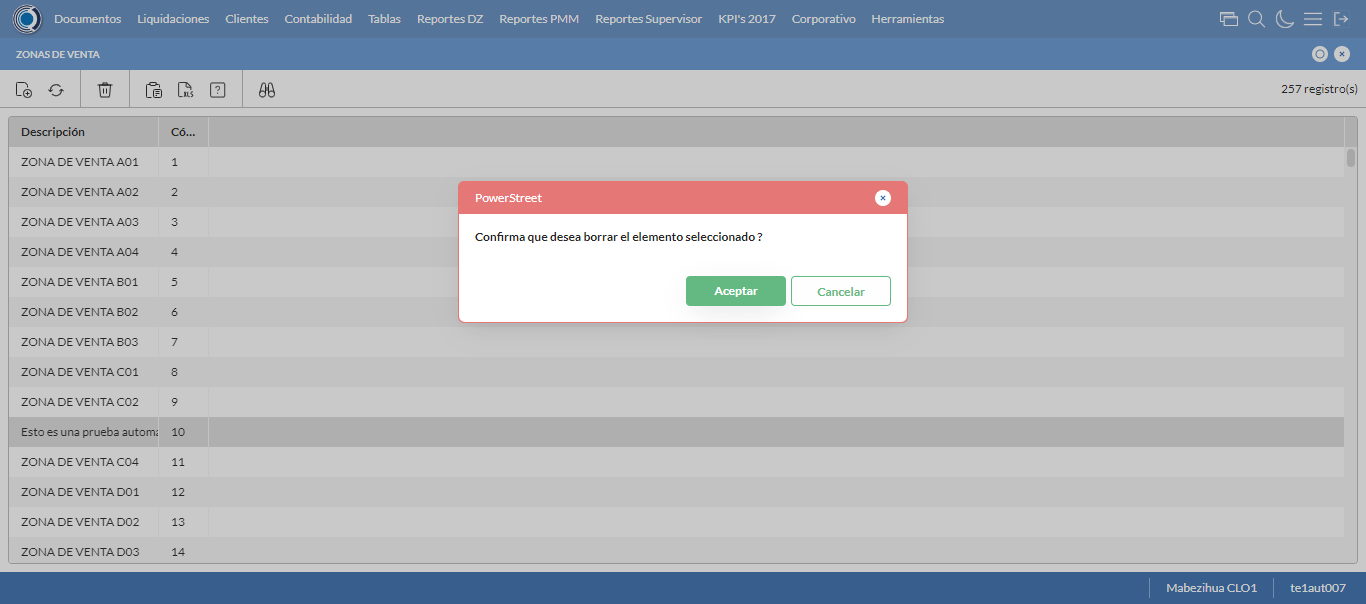 Documentos Liquidaciones Clientes Contabilidad Tablas Reportes DZ Reportes PMM Reportes Supervisor KPI's 2017 Corporativo Herramientas
ZONAS DE VENTA
XLS ? 257 registro(s)
Descripción Có...
ZONA DE VENTA A01 1
ZONA DE VENTA A02 2
ZONA DE VENTA A03 3
ZONA DE VENTA A04 4
ZONA DE VENTA B01 5
ZONA DE VENTA B02 6
ZONA DE VENTA B03 7
ZONA DE VENTA C01 8
ZONA DE VENTA C02 9
Esto es una prueba automa 10
ZONA DE VENTA C04 11
ZONA DE VENTA D01 12
ZONA DE VENTA D02 13
ZONA DE VENTA D03 14
PowerStreet
Confirma que desea borrar el elemento seleccionado ?
Aceptar Cancelar
Mabezihua CLO1 te1aut007